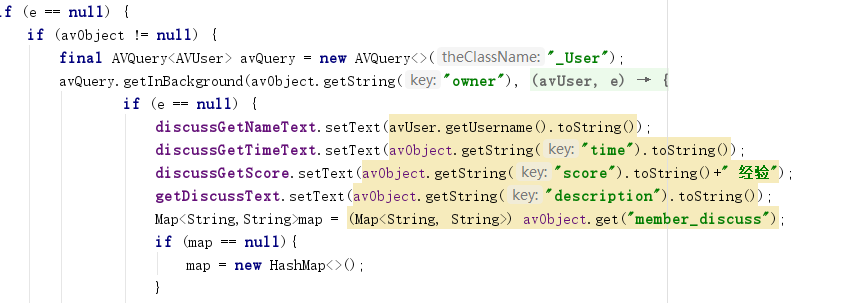 if (e == null) {
if (avObject != null) {
final AVQuery<AVUser> avQuery = new AVQuery<>( theClassName: "_User");
avQuery.getInBackground(avObject.getString( key: "owner"), (avUser, e) → {
if (e == null) {
discussGetNameText.setText(avUser.getUsername().toString());
discussGetTimeText.setText(avObject.getString( key: "time").toString());
discussGetScore.setText(avObject.getString( key: "score").toString()+" 经验");
getDiscussText.setText(avObject.getString( key: "description").toString());
Map<String,String>map = (Map<String, String>) avObject.get("member_discuss");
if (map == null){
map = new HashMap<>();
}